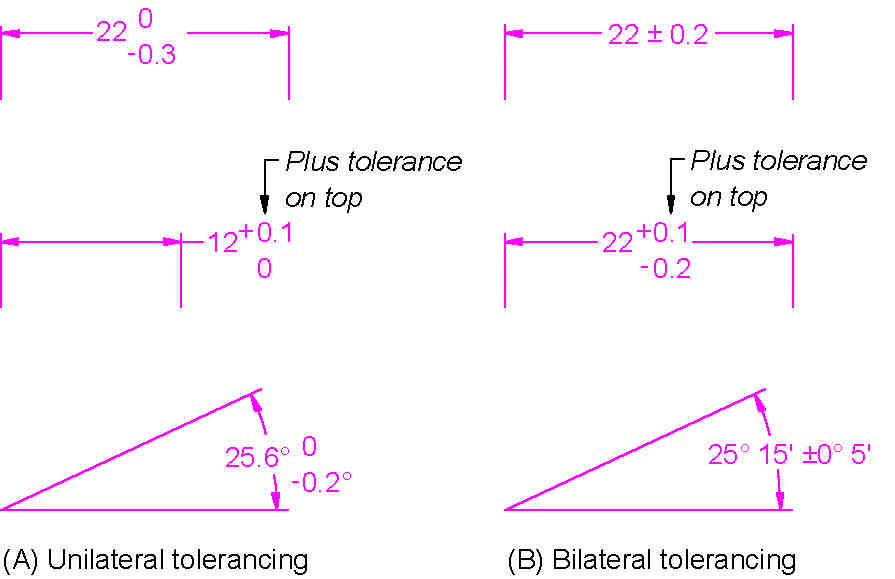 22 0
-0.3
22 ± 0.2
Plus tolerance
on top
Plus tolerance
on top
12 +0.1
0
22 +0.1
-0.2
25.6° 0
-0.2°
25° 15' ±0° 5'
(A) Unilateral tolerancing
(B) Bilateral tolerancing